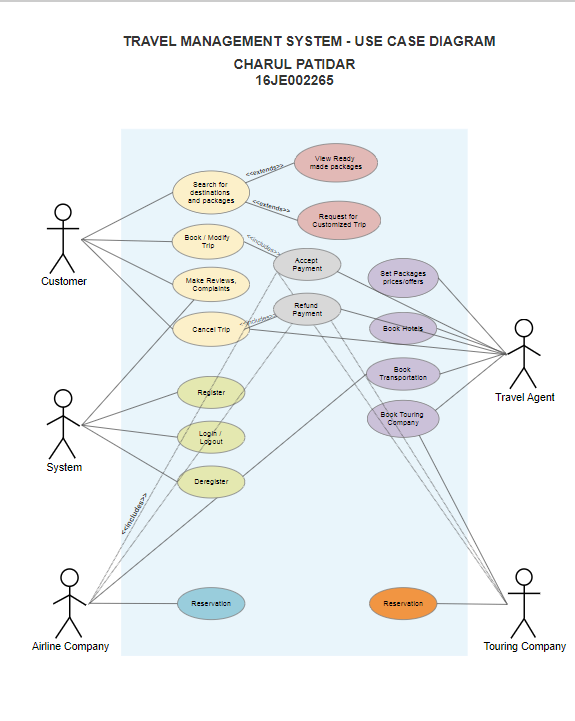 TRAVEL MANAGEMENT SYSTEM - USE CASE DIAGRAM
CHARUL PATIDAR
16JE002265
View Ready
made packages
<<extends>>
Search for
destinations
and packages
<<extends>>
Request for
Customized Trip
Book / Modify
Trip
<<includes>>
Accept
Payment
Set Packages
prices/offers
Customer
Make Reviews,
Complaints
Refund
Payment
<<includes>>
Cancel Trip
Book Hotels
Book
Transportation
Travel Agent
Register
Book Touring
Company
Login /
Logout
System
Deregister
<<includes>>
Reservation
Reservation
Airline Company
Touring Company